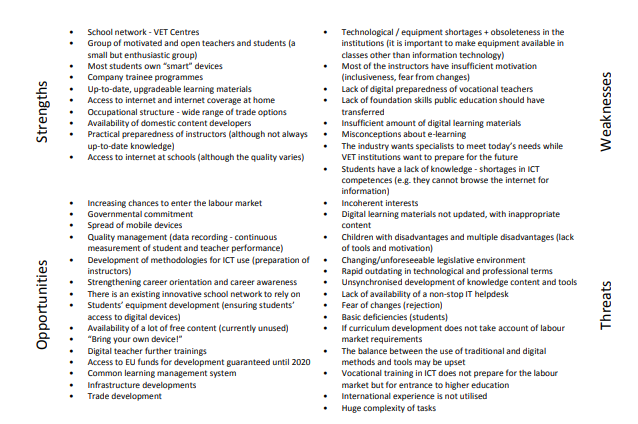 Strengths
• School network - VET Centres
• Group of motivated and open teachers and students (a
small but enthusiastic group)
• Most students own "smart" devices
• Company trainee programmes
• Up-to-date, upgradeable learning materials
• Access to internet and internet coverage at home
• Occupational structure - wide range of trade options
• Availability of domestic content developers
• Practical preparedness of instructors (although not always
up-to-date knowledge)
• Access to internet at schools (although the quality varies)
Weaknesses
• Technological / equipment shortages + obsoleteness in the
institutions (it is important to make equipment available in
classes other than information technology)
• Most of the instructors have insufficient motivation
(inclusiveness, fear from changes)
• Lack of digital preparedness of vocational teachers
• Lack of foundation skills public education should have
transferred
• Insufficient amount of digital learning materials
• Misconceptions about e-learning
• The industry wants specialists to meet today's needs while
VET institutions want to prepare for the future
• Students have a lack of knowledge - shortages in ICT
competences (e.g. they cannot browse the internet for
information)
Opportunities
• Increasing chances to enter the labour market
• Governmental commitment
• Spread of mobile devices
• Quality management (data recording - continuous
measurement of student and teacher performance)
• Development of methodologies for ICT use (preparation of
instructors)
• Strengthening career orientation and career awareness
• There is an existing innovative school network to rely on
• Students' equipment development (ensuring students'
access to digital devices)
• Availability of a lot of free content (currently unused)
• "Bring your own device!"
• Digital teacher further trainings
• Access to EU funds for development guaranteed until 2020
• Common learning management system
• Infrastructure developments
• Trade development
Threats
• Incoherent interests
• Digital learning materials not updated, with inappropriate
content
• Children with disadvantages and multiple disadvantages (lack
of tools and motivation)
• Changing/unforeseeable legislative environment
• Rapid outdating in technological and professional terms
• Unsynchronised development of knowledge content and tools
• Lack of availability of a non-stop IT helpdesk
• Fear of changes (rejection)
• Basic deficiencies (students)
• If curriculum development does not take account of labour
market requirements
• The balance between the use of traditional and digital
methods and tools may be upset
• Vocational training in ICT does not prepare for the labour
market but for entrance to higher education
• International experience is not utilised
• Huge complexity of tasks